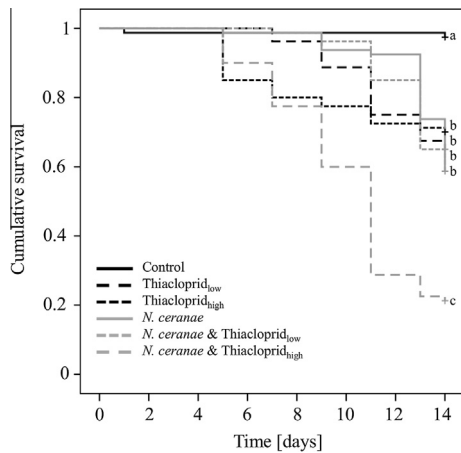 1
0.8
0.6
0.4
0.2
0
Cumulative survival
a
b
b
b
b
c
Control
Thiacloprid_low
Thiacloprid_high
N. ceranae
N. ceranae & Thiacloprid_low
N. ceranae & Thiacloprid_high
0 2 4 6 8 10 12 14
Time [days]